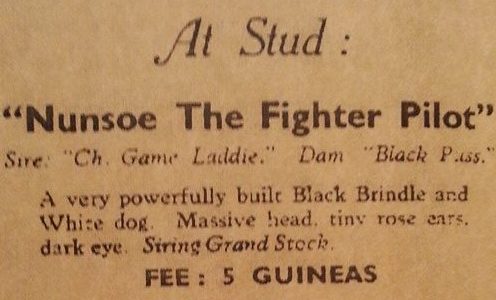 At Stud :
"Nunsoe The Fighter Pilot"
Sire: "Ch. Game Laddie." Dam "Black Puss."
A very powerfully built Black Brindle and
White dog. Massive head. tiny rose ears.
dark eye. Siring Grand Stock.
FEE : 5 GUINEAS